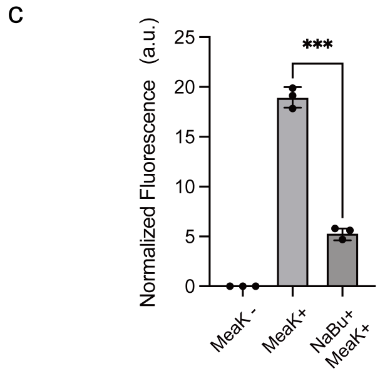 C
Normalized Fluorescence (a.u.)
25
20
15
10
5
0
***
MeaK -
MeaK+
NaBu+
MeaK+